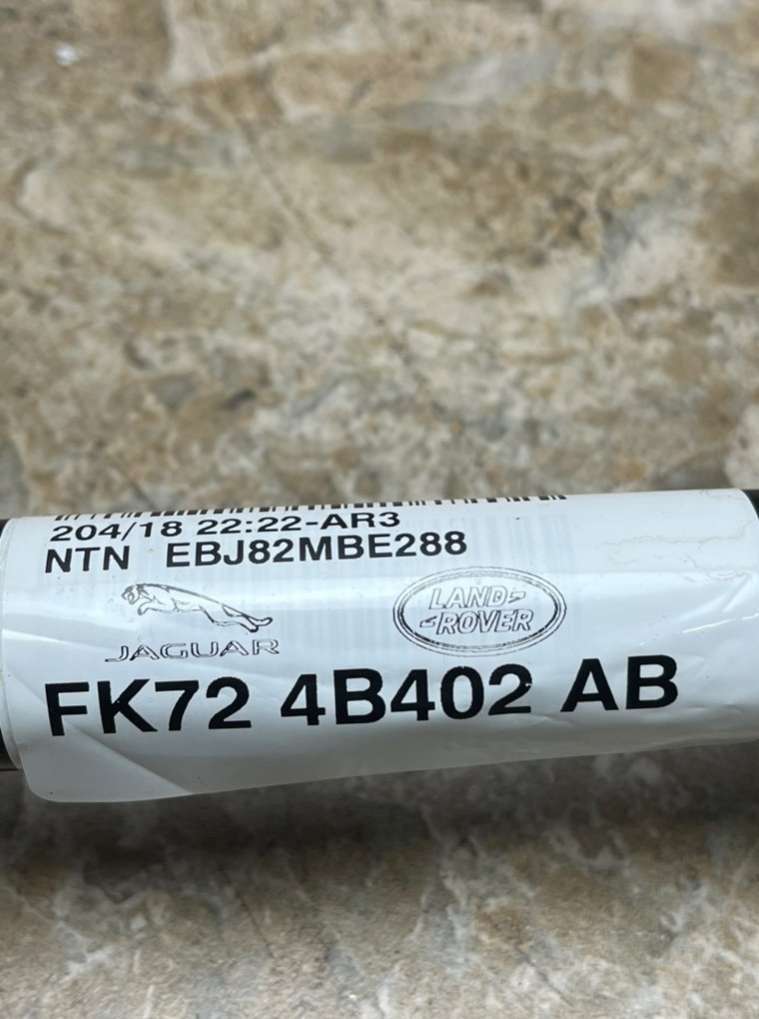 204/18 22:22-AR3
NTN EBJ82MBE288
JAGUAR
LAND-
-ROVER
FK72 4B402 AB